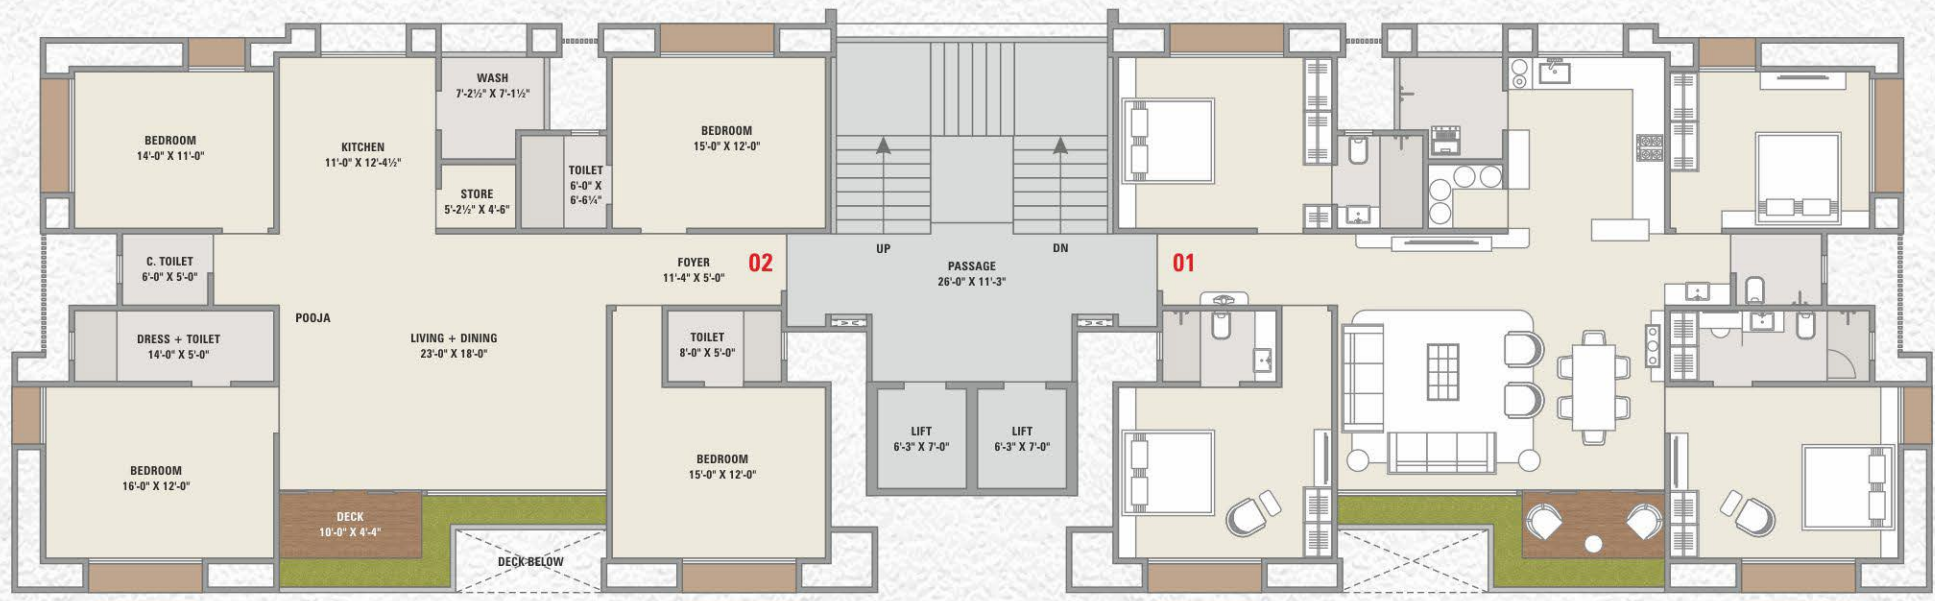 BEDROOM
14'-0" X 11'-0"
KITCHEN
11'-0" X 12'-4½"
WASH
7'-2½" X 7'-1½"
STORE
5'-2½" X 4'-6"
TOILET
6'-0" X
6'-6¼"
BEDROOM
15'-0" X 12'-0"
C. TOILET
6'-0" X 5'-0"
FOYER
11'-4" X 5'-0"
02
UP
DN
PASSAGE
26'-0" X 11'-3"
01
DRESS + TOILET
14'-0" X 5'-0"
POOJA
LIVING + DINING
23'-0" X 18'-0"
TOILET
8'-0" X 5'-0"
BEDROOM
16'-0" X 12'-0"
DECK
10'-0" X 4'-4"
DECK BELOW
BEDROOM
15'-0" X 12'-0"
LIFT
6'-3" X 7'-0"
LIFT
6'-3" X 7'-0"